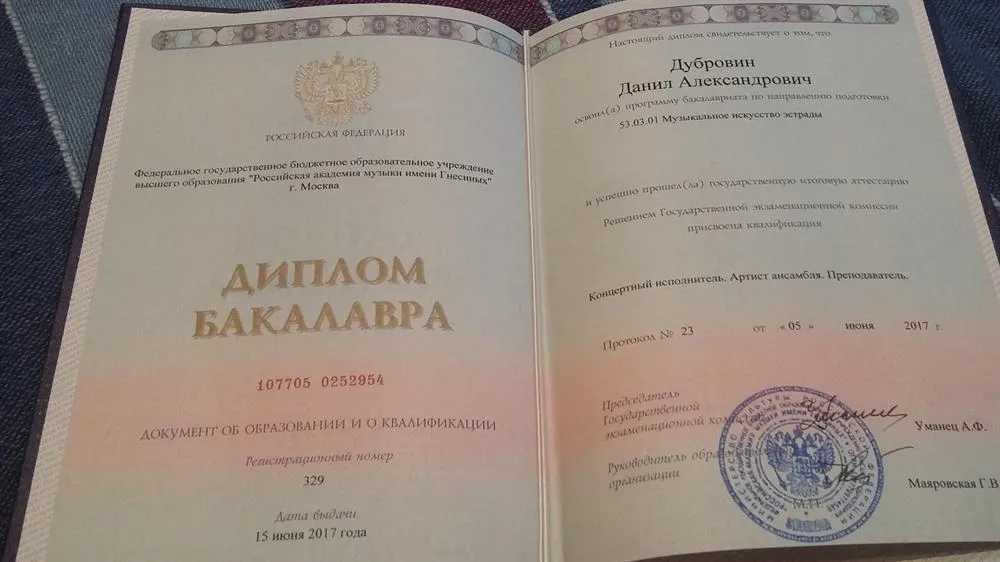 РОССИЙСКАЯ ФЕДЕРАЦИЯ
Федеральное государственное бюджетное образовательное учреждение
высшего образования "Российская академия музыки имени Гнесиных"
г. Москва
ДИПЛОМ
БАКАЛАВРА
107705 0252954
ДОКУМЕНТ ОБ ОБРАЗОВАНИИ И О КВАЛИФИКАЦИИ
Регистрационный номер
329
Дата выдачи
15 июня 2017 года
Настоящий диплом свидетельствует о том, что
Дубровин
Данил Александрович
освоил(а) программу бакалавриата по направлению подготовки
53.03.01 Музыкальное искусство эстрады
и успешно прошел(ла) государственную итоговую аттестацию
Решением Государственной экзаменационной комиссии
присвоена квалификация
Концертный исполнитель. Артист ансамбля. Преподаватель.
Протокол № 23 от «05» июня 2017 г.
Председатель
Государственной
экзаменационной
Уманец А.Ф.
Руководитель
организации
Маяровская Г.В
М.П.